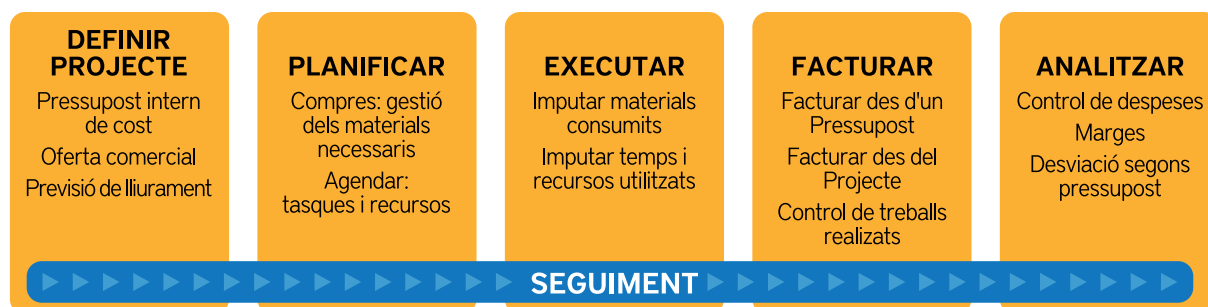 DEFINIR
PROJECTE
Pressupost intern
de cost
Oferta comercial
Previsió de lliurament
PLANIFICAR
Compres: gestió
dels materials
necessaris
Agendar:
tasques i recursos
EXECUTAR
Imputar materials
consumits
Imputar temps i
recursos utilitzats
FACTURAR
Facturar des d'un
Pressupost
Facturar des del
Projecte
Control de treballs
realizats
ANALITZAR
Control de despeses
Marges
Desviació segons
pressupost
SEGUIMENT